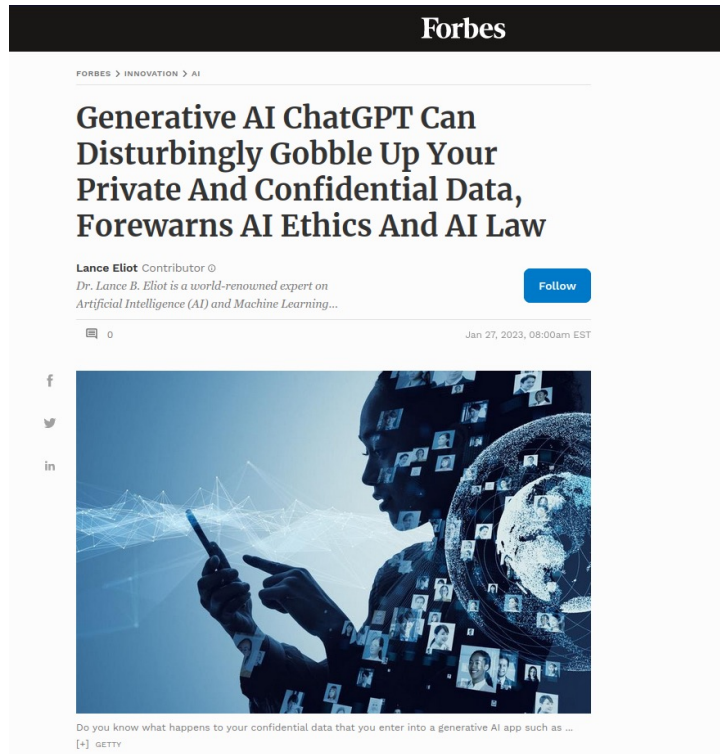 Forbes
FORBES > INNOVATION > AI
Generative AI ChatGPT Can
Disturbingly Gobble Up Your
Private And Confidential Data,
Forewarns AI Ethics And AI Law
Lance Eliot Contributor
Dr. Lance B. Eliot is a world-renowned expert on
Artificial Intelligence (AI) and Machine Learning...
Follow
0
Jan 27, 2023, 08:00am EST
f
in
Do you know what happens to your confidential data that you enter into a generative AI app such as ...
[+] GETTY